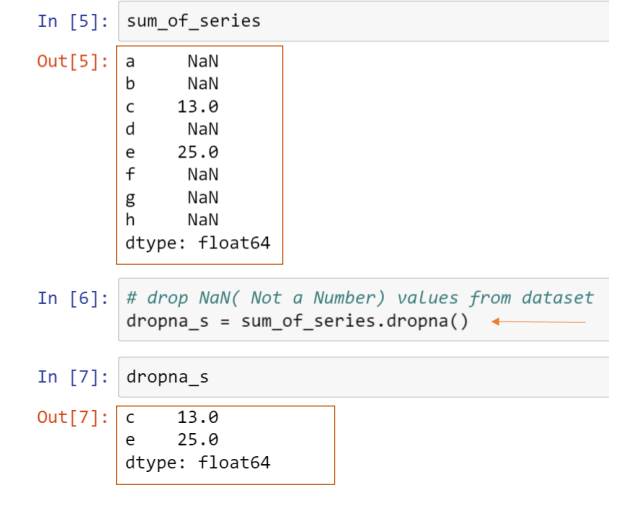 In [5]: sum_of_series
Out[5]: a NaN
b NaN
c 13.0
d NaN
e 25.0
f NaN
g NaN
h NaN
dtype: float64
In [6]: # drop NaN( Not a Number) values from dataset
dropna_s = sum_of_series.dropna()
In [7]: dropna_s
Out[7]: c 13.0
e 25.0
dtype: float64